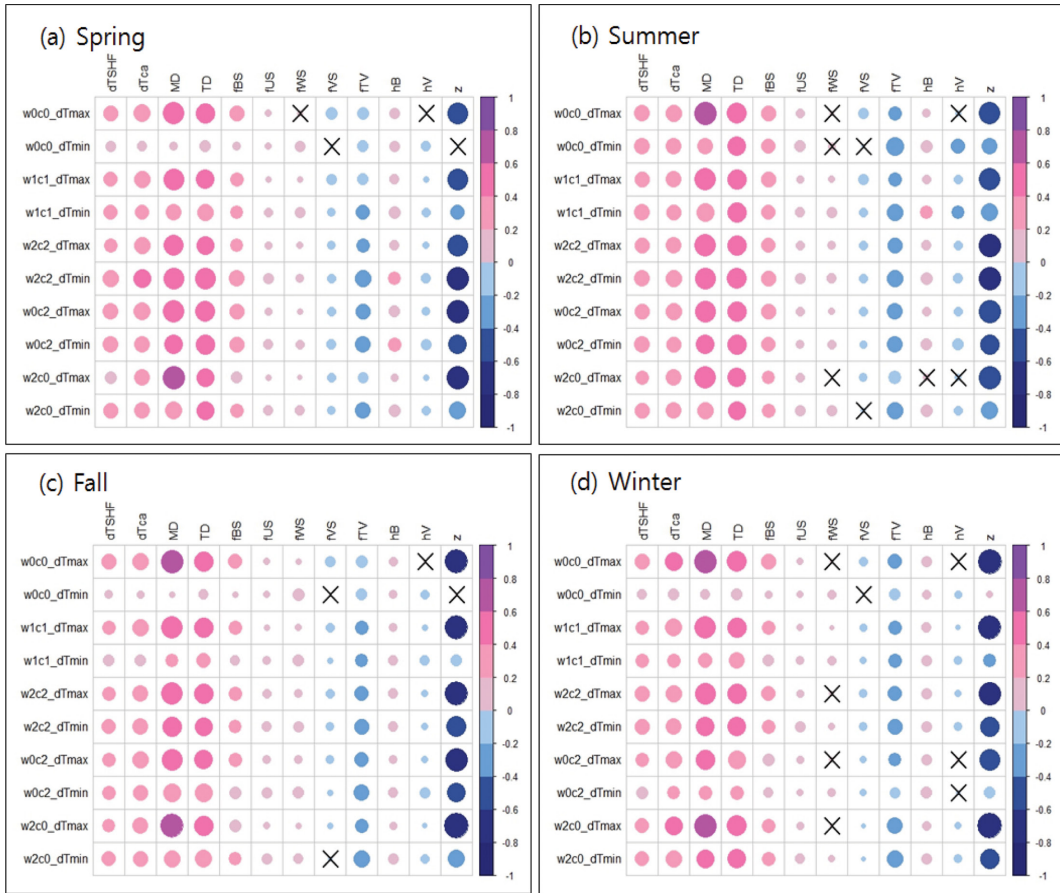 (a) Spring
dTSHF dTca MD TD fBS fUS fWS fVS fTV hB hV z
w0c0_dTmax
w0c0_dTmin
w1c1_dTmax
w1c1_dTmin
w2c2_dTmax
w2c2_dTmin
w0c2_dTmax
w0c2_dTmin
w2c0_dTmax
w2c0_dTmin
1
0.8
0.6
0.4
0.2
0
-0.2
-0.4
-0.6
-0.8
-1
(b) Summer
dTSHF dTca MD TD fBS fUS fWS fVS fTV hB hV z
w0c0_dTmax
w0c0_dTmin
w1c1_dTmax
w1c1_dTmin
w2c2_dTmax
w2c2_dTmin
w0c2_dTmax
w0c2_dTmin
w2c0_dTmax
w2c0_dTmin
1
0.8
0.6
0.4
0.2
0
-0.2
-0.4
-0.6
-0.8
-1
(c) Fall
dTSHF dTca MD TD fBS fUS fWS fVS fTV hB hV z
w0c0_dTmax
w0c0_dTmin
w1c1_dTmax
w1c1_dTmin
w2c2_dTmax
w2c2_dTmin
w0c2_dTmax
w0c2_dTmin
w2c0_dTmax
w2c0_dTmin
1
0.8
0.6
0.4
0.2
0
-0.2
-0.4
-0.6
-0.8
-1
(d) Winter
dTSHF dTca MD TD fBS fUS fWS fVS fTV hB hV z
w0c0_dTmax
w0c0_dTmin
w1c1_dTmax
w1c1_dTmin
w2c2_dTmax
w2c2_dTmin
w0c2_dTmax
w0c2_dTmin
w2c0_dTmax
w2c0_dTmin
1
0.8
0.6
0.4
0.2
0
-0.2
-0.4
-0.6
-0.8
-1